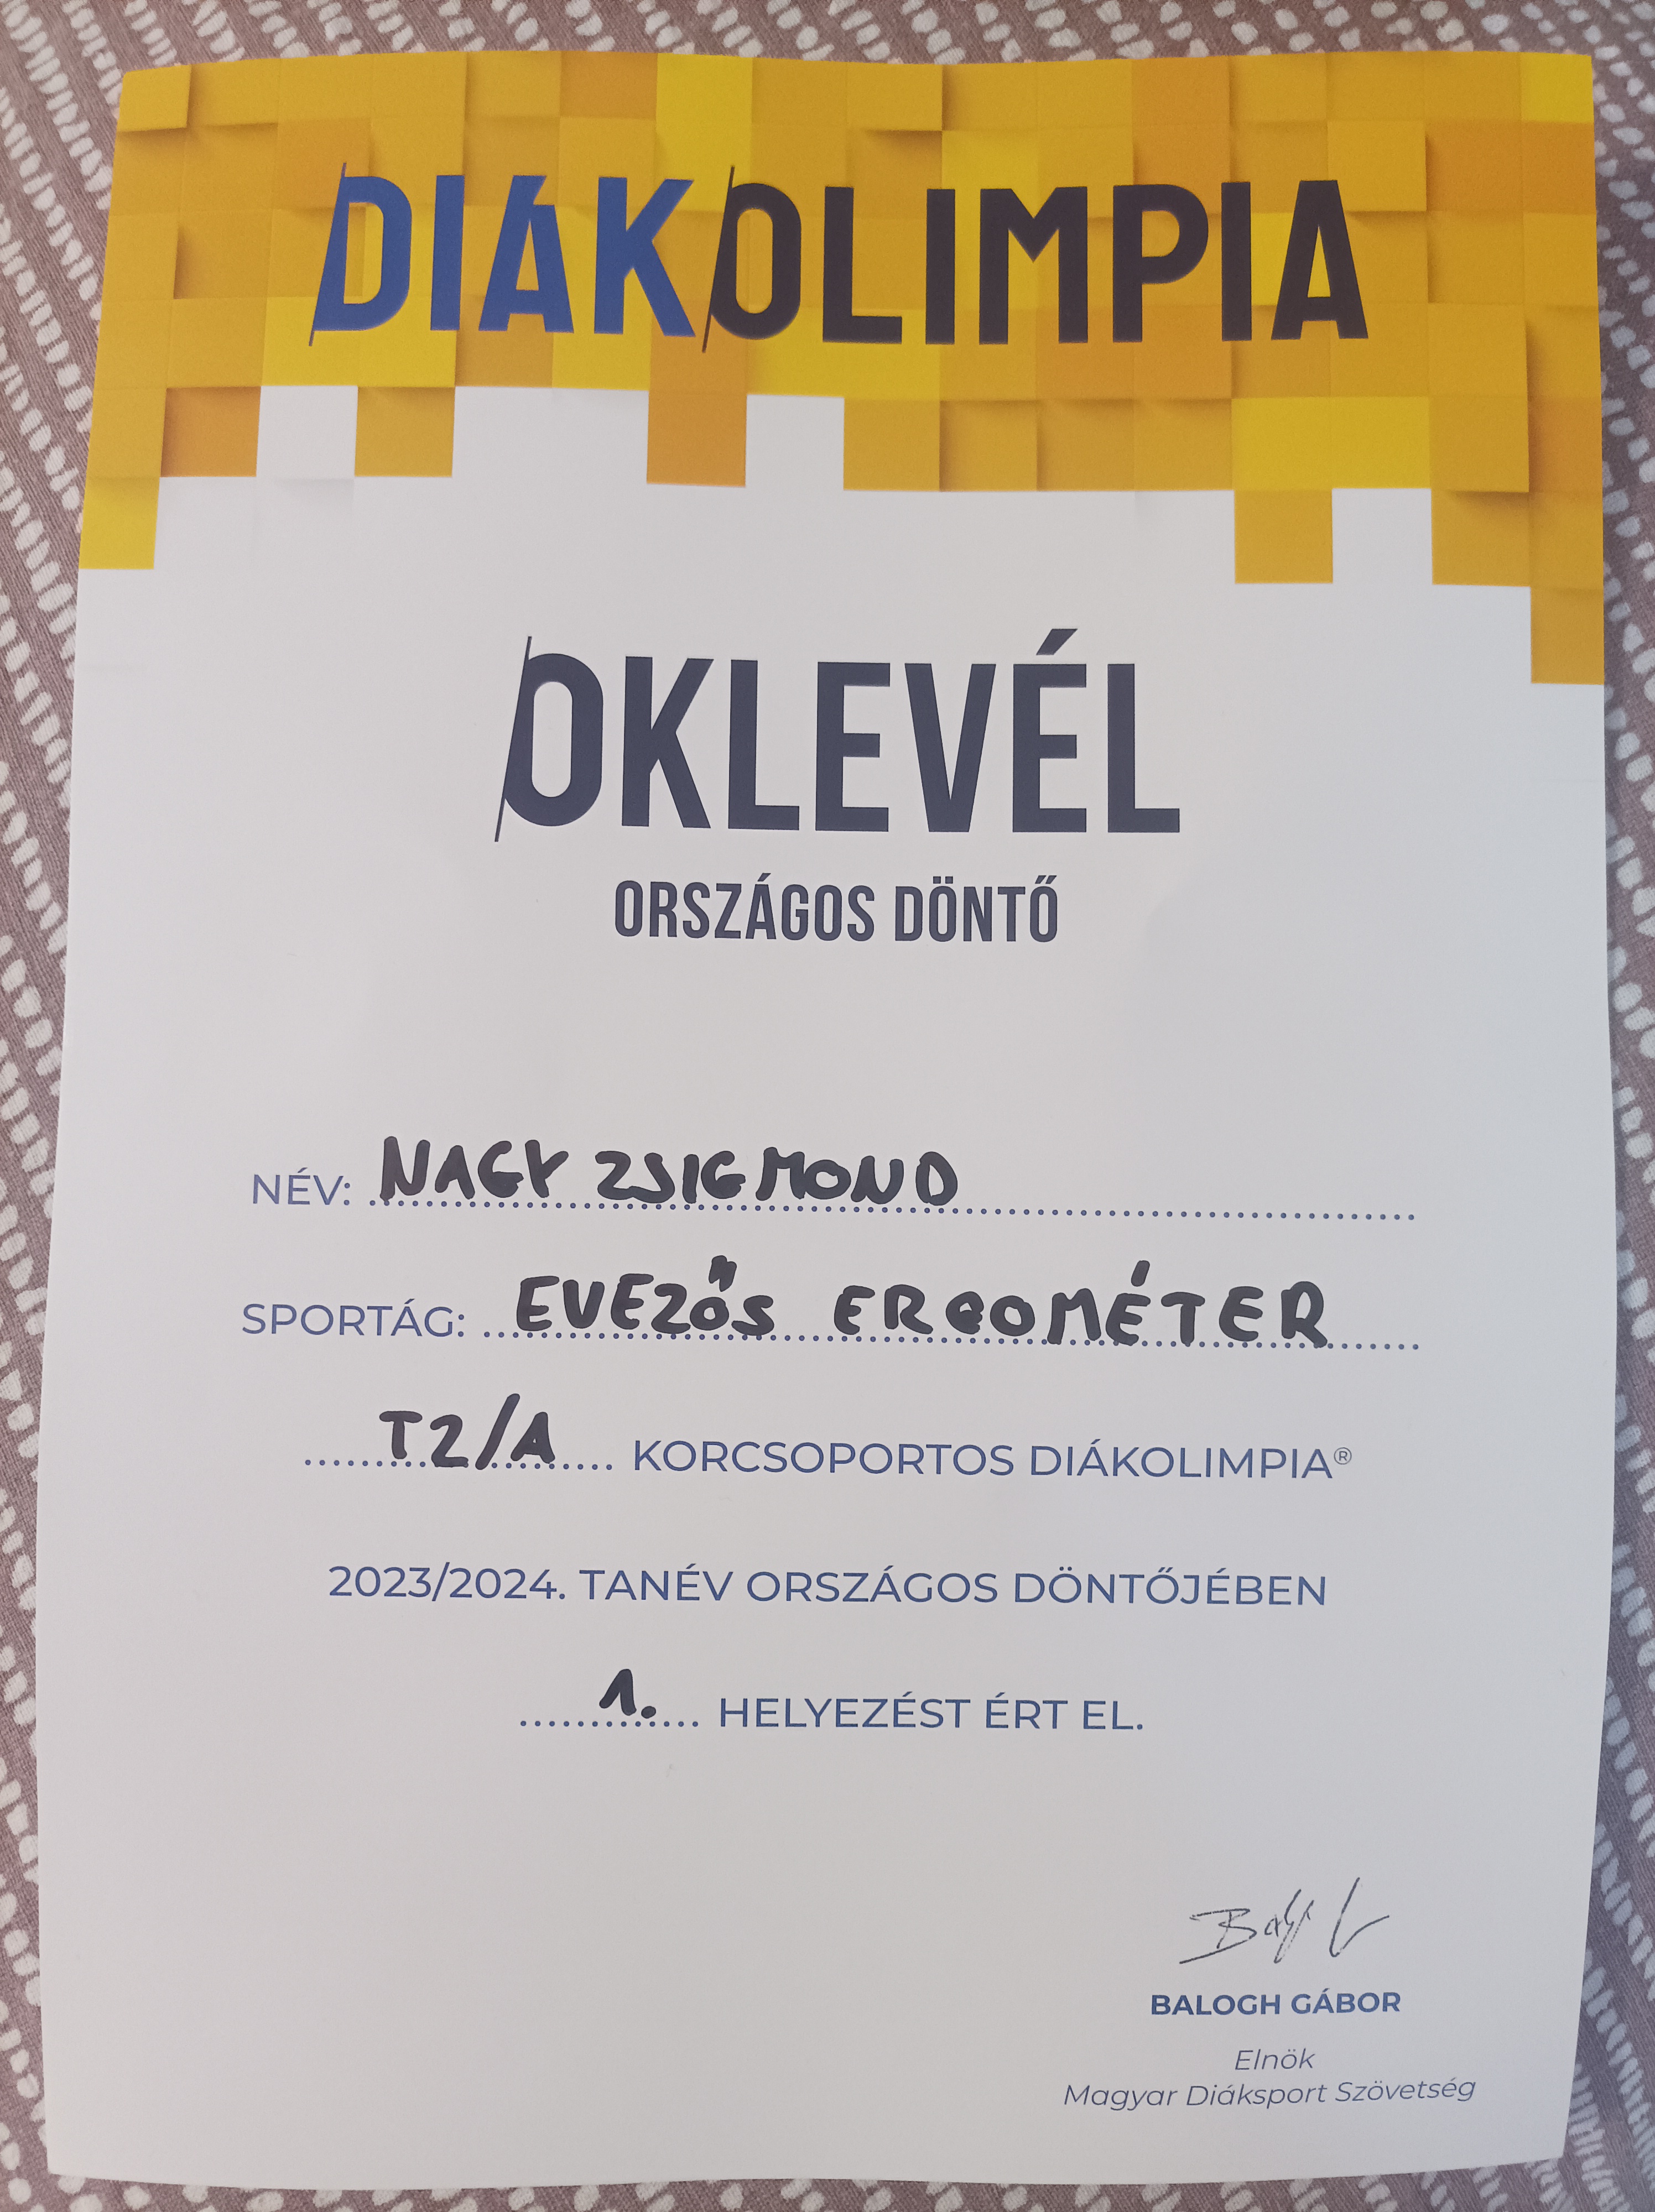 DIÁKOLIMPIA
OKLEVÉL
ORSZÁGOS DÖNTŐ
NÉV: NAGY ZSIGMOND
SPORTÁG: EVEZŐS ERGOMÉTER
T2/A KORCSOPORTOS DIÁKOLIMPIA®
2023/2024. TANÉV ORSZÁGOS DÖNTŐJÉBEN
1. HELYEZÉST ÉRT EL.
BALOGH GÁBOR
Elnök
Magyar Diáksport Szövetség